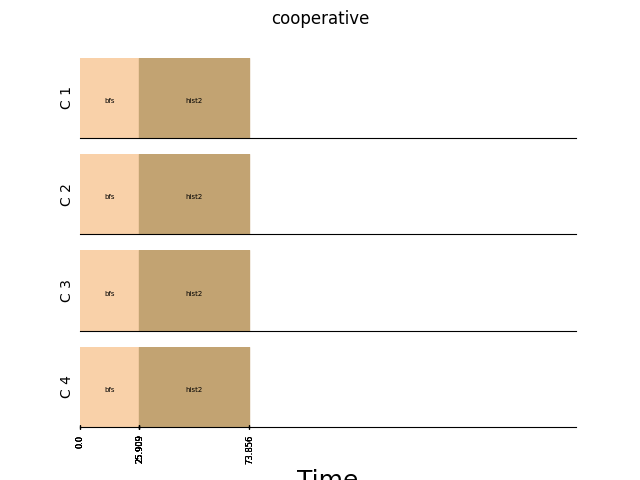 cooperative
C 1
bfs
hist2
C 2
bfs
hist2
C 3
bfs
hist2
C 4
bfs
hist2
0.0
25.909
73.856
Time